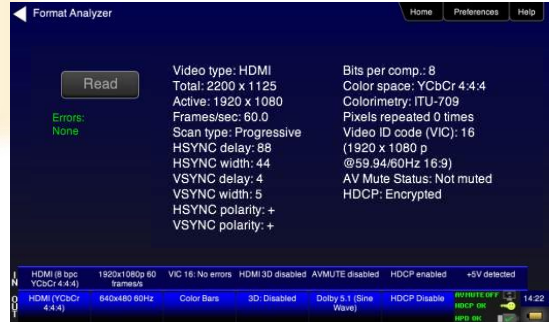 Format Analyzer
Home Preferences Help
Read
Errors:
None
Video type: HDMI
Total: 2200 x 1125
Active: 1920 x 1080
Frames/sec: 60.0
Scan type: Progressive
HSYNC delay: 88
HSYNC width: 44
VSYNC delay: 4
VSYNC width: 5
HSYNC polarity: +
VSYNC polarity: +
Bits per comp.: 8
Color space: YCbCr 4:4:4
Colorimetry: ITU-709
Pixels repeated 0 times
Video ID code (VIC): 16
(1920 x 1080 p
@59.94/60Hz 16:9)
AV Mute Status: Not muted
HDCP: Encrypted
IN
HDMI (8 bpc
YCbCr 4:4:4)
1920x1080p 60
frames/s
VIC 16: No errors
HDMI 3D disabled
AVMUTE disabled
HDCP enabled
+5V detected
OUT
HDMI (YCbCr
4:4:4)
640x480 60Hz
Color Bars
3D: Disabled
Dolby 5.1 (Sine
Wave)
HDCP Disable
AVMUTE OFF
HDCP OK
HPD OK
14:22